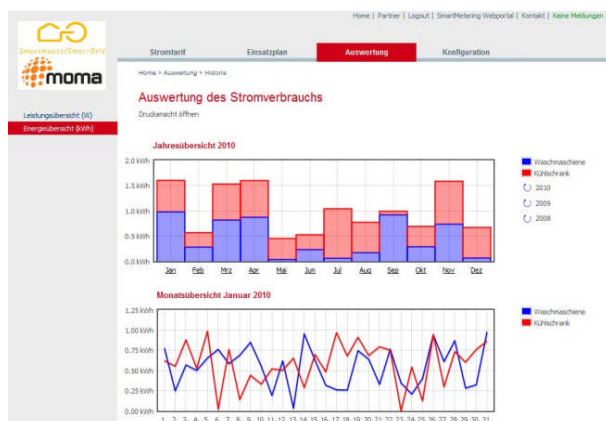 Home | Partner | Logout | SmartMetering Webportal | Kontakt | Keine Meldungen
SmartHouse/SmartGrid
moma
Stromtarif Einsatzplan Auswertung Konfiguration
Home > Auswertung > Historie
Auswertung des Stromverbrauchs
Druckansicht öffnen
Leistungsübersicht (W)
Energieübersicht (kWh)
Jahresübersicht 2010
2.0 kWh
1.5 kWh
1.0 kWh
0.5 kWh
0.0 kWh
Jan Feb Mrz Apr Mai Jun Jul Aug Sep Okt Nov Dez
Waschmaschiene
Kühlschrank
2010
2009
2008
Monatsübersicht Januar 2010
1.25 kWh
1.00 kWh
0.75 kWh
0.50 kWh
0.25 kWh
0.00 kWh
1. 2. 3. 4. 5. 6. 7. 8. 9. 10. 11. 12. 13. 14. 15. 16. 17. 18. 19. 20. 21. 22. 23. 24. 25. 26. 27. 28. 29. 30. 31.
Waschmaschiene
Kühlschrank